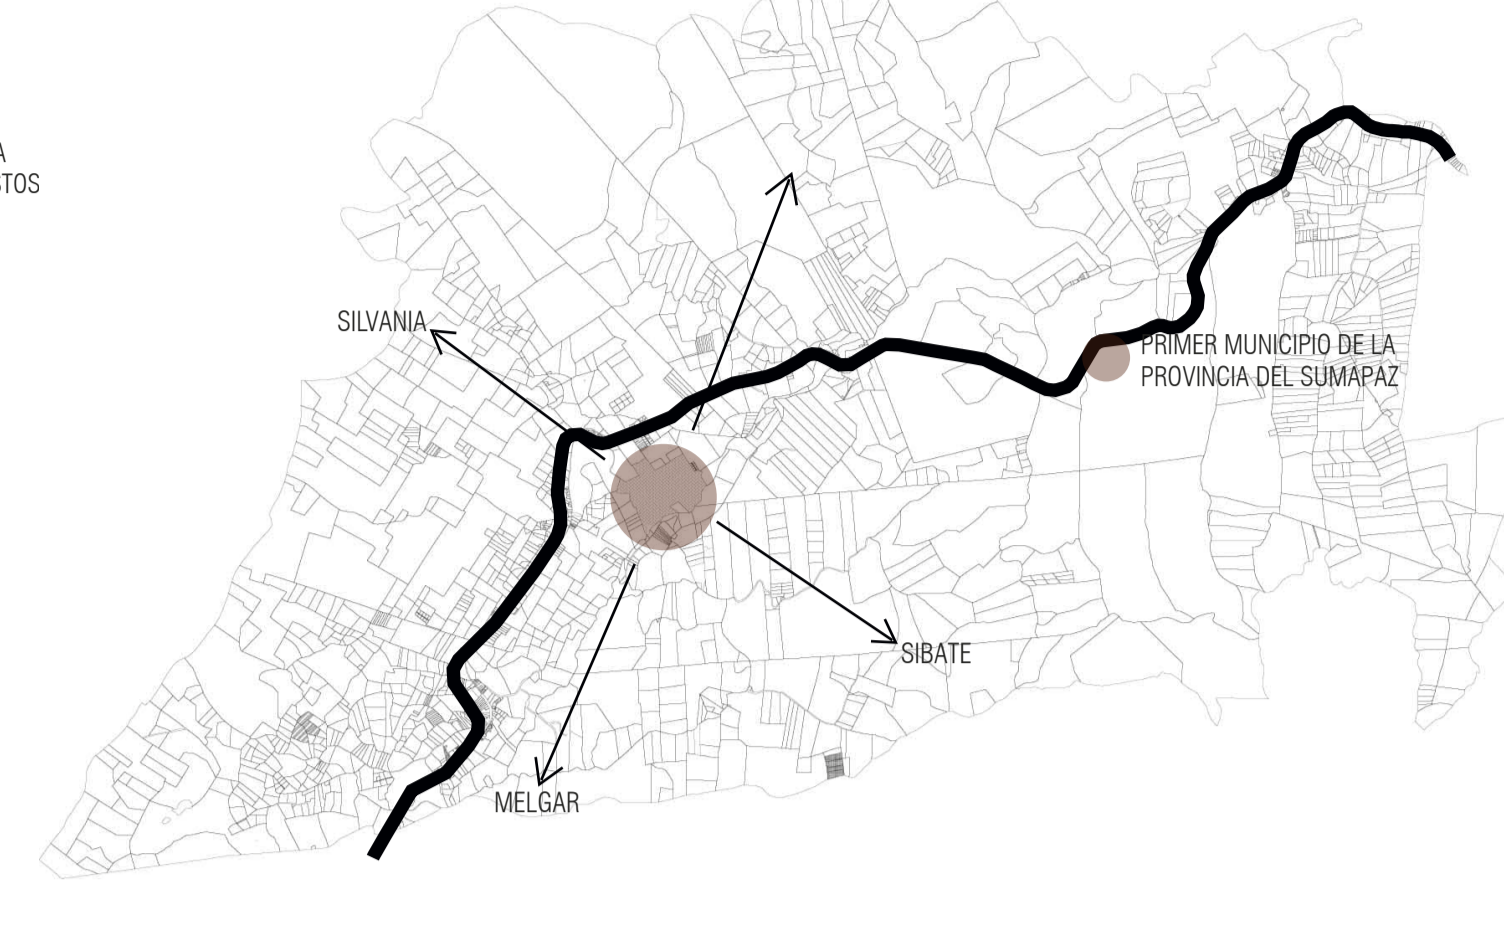 STOS
SILVANIA
PRIMER MUNICIPIO DE LA
PROVINCIA DEL SUMAPAZ
SIBATE
MELGAR